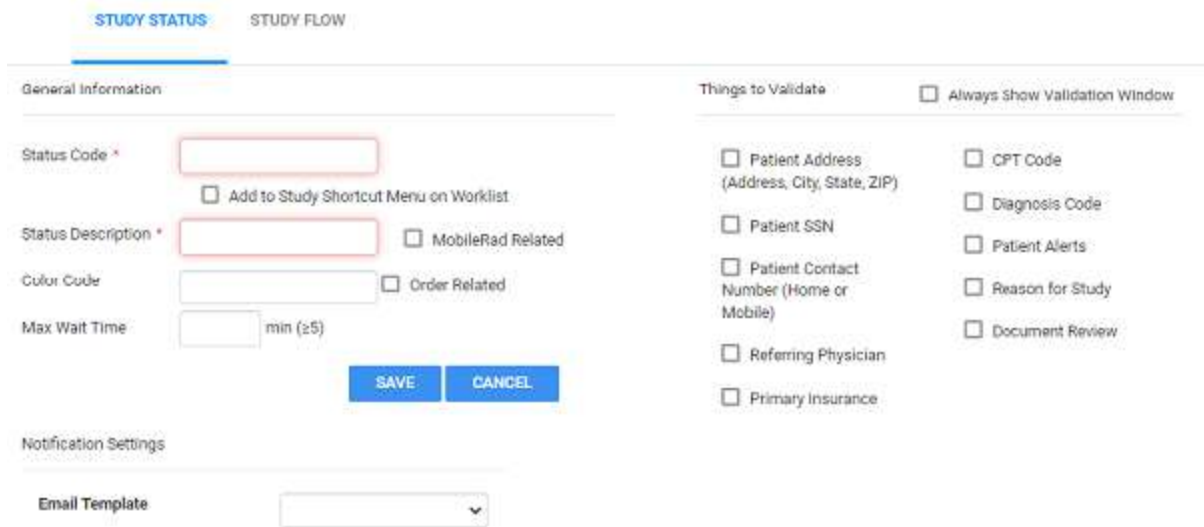 STUDY STATUS STUDY FLOW
General Information
Status Code *
Add to Study Shortcut Menu on Worklist
Status Description *
MobileRad Related
Color Code
Order Related
Max Wait Time
min (≥5)
SAVE CANCEL
Notification Settings
Email Template
Things to Validate
Always Show Validation Window
Patient Address
(Address, City, State, ZIP)
Patient SSN
Patient Contact
Number (Home or
Mobile)
Referring Physician
Primary Insurance
CPT Code
Diagnosis Code
Patient Alerts
Reason for Study
Document Review